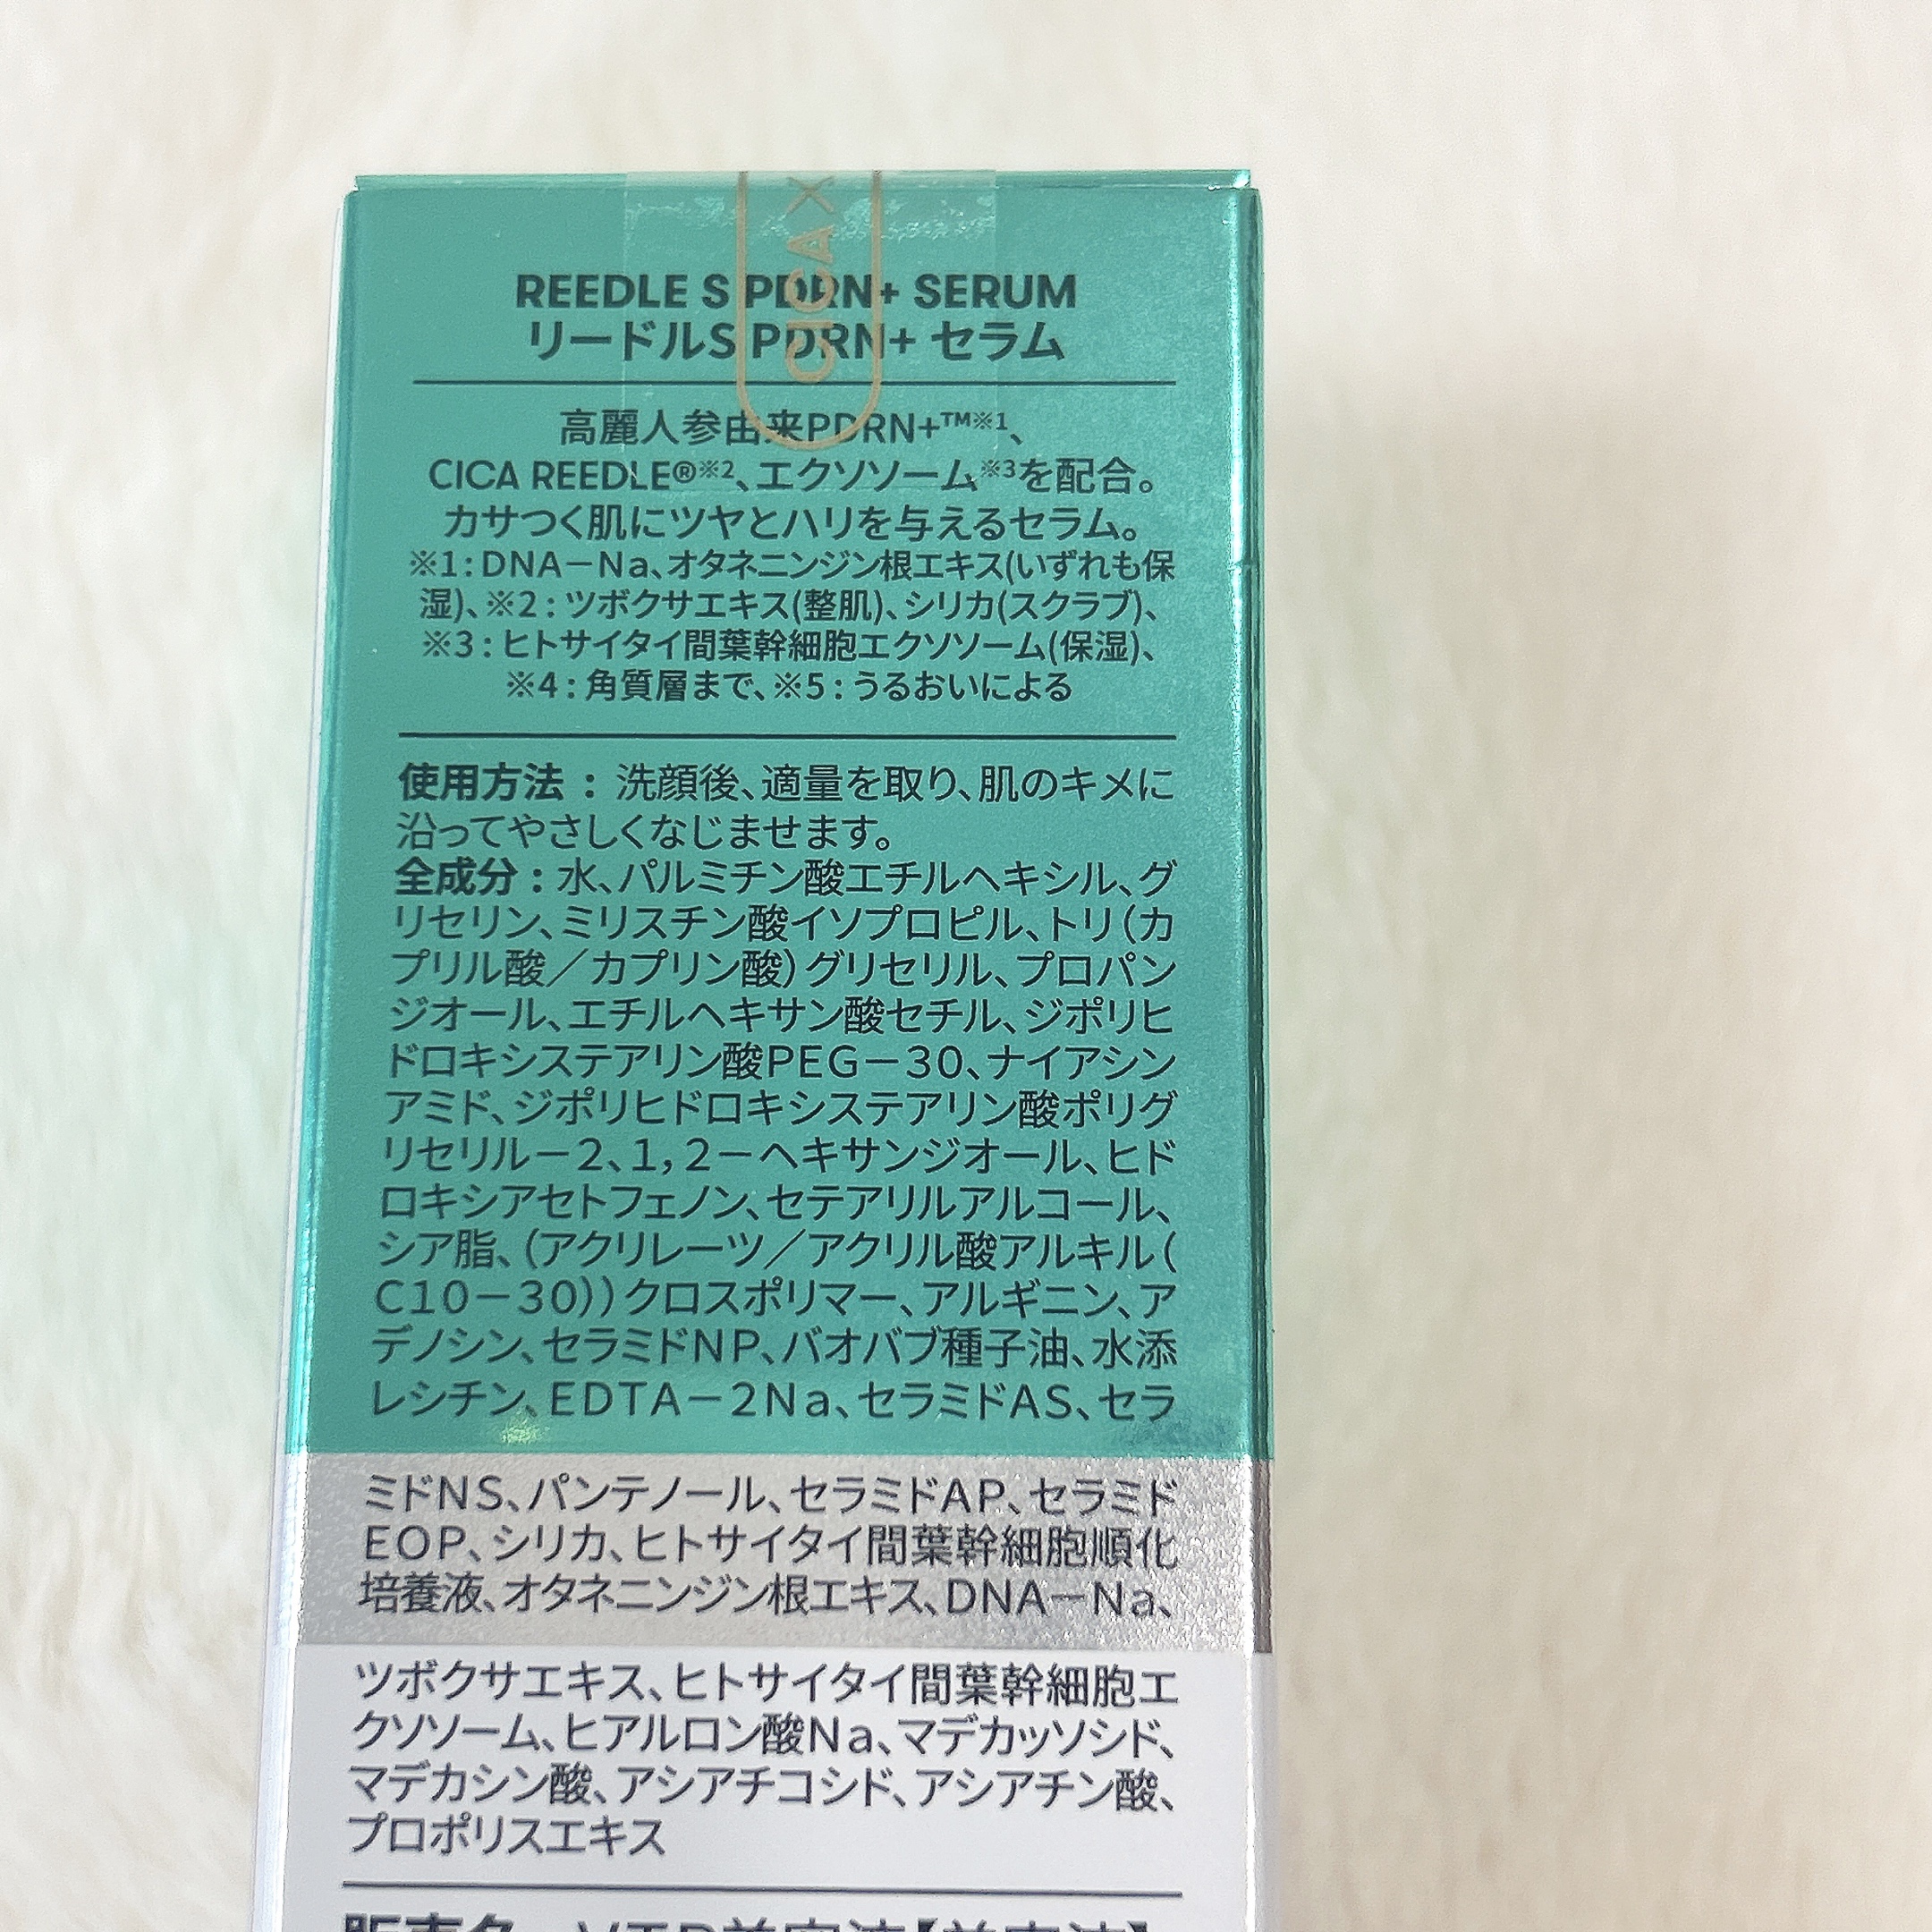 CICA X
REEDLE S PDRN+ SERUM
リードルS PDRN+ セラム
高麗人参由来PDRN+™※1、
CICA REEDLE®※2、エクソソーム※3を配合。
カサつく肌にツヤとハリを与えるセラム。
※1:DNA－Na、オタネニンジン根エキス(いずれも保
湿)、※2:ツボクサエキス(整肌)、シリカ(スクラブ)、
※3:ヒトサイタイ間葉幹細胞エクソソーム(保湿)、
※4:角質層まで、※5:うるおいによる
使用方法：洗顔後、適量を取り、肌のキメに
沿ってやさしくなじませます。
全成分：水、パルミチン酸エチルヘキシル、グ
リセリン、ミリスチン酸イソプロピル、トリ（カ
プリル酸／カプリン酸）グリセリル、プロパン
ジオール、エチルヘキサン酸セチル、ジポリヒ
ドロキシステアリン酸PEG－30、ナイアシン
アミド、ジポリヒドロキシステアリン酸ポリグ
リセリル－2、1，2－ヘキサンジオール、ヒド
ロキシアセトフェノン、セテアリルアルコール、
シア脂、（アクリレーツ／アクリル酸アルキル（
C10－30））クロスポリマー、アルギニン、ア
デノシン、セラミドNP、バオバブ種子油、水添
レシチン、EDTA－2Na、セラミドAS、セラ
ミドNS、パンテノール、セラミドAP、セラミド
EOP、シリカ、ヒトサイタイ間葉幹細胞順化
培養液、オタネニンジン根エキス、DNA－Na、
ツボクサエキス、ヒトサイタイ間葉幹細胞エ
クソソーム、ヒアルロン酸Na、マデカッソシド、
マデカシン酸、アシアチコシド、アシアチン酸、
プロポリスエキス